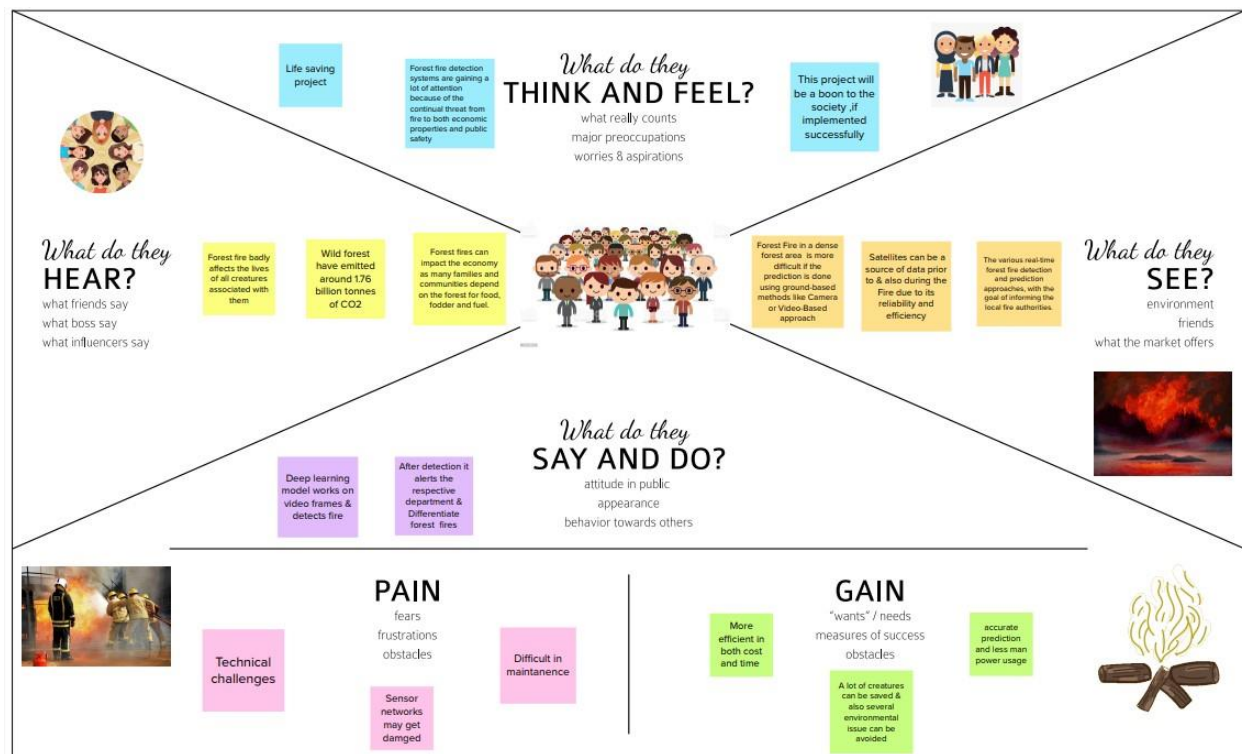 Life saving
project
Forest fire detection
systems are gaining a
lot of attention
because of the
continual threat from
fire to both economic
properties and public
safety
What do they
THINK AND FEEL?
what really counts
major preoccupations
worries & aspirations
This project will
be a boon to the
society ,if
implemented
successfully
What do they
HEAR?
what friends say
what boss say
what influencers say
Forest fire badly
affects the lives
of all creatures
associated with
them
Wild forest
have emitted
around 1.76
billion tonnes
of CO2
Forest fires can
impact the economy
as many families and
communities depend
on the forest for food,
fodder and fuel.
Forest Fire in a dense
forest area is more
difficult if the
prediction is done
using ground-based
methods like Camera
or Video-Based
approach
Satellites can be a
source of data prior
to & also during the
Fire due to its
reliability and
efficiency
The various real-time
forest fire detection
and prediction
approaches, with the
goal of informing the
local fire authorities.
What do they
SEE?
environment
friends
what the market offers
What do they
SAY AND DO?
attitude in public
appearance
behavior towards others
Deep learning
model works on
video frames &
detects fire
After detection it
alerts the
respective
department &
Differentiate
forest fires
PAIN
fears
frustrations
obstacles
Technical
challenges
Sensor
networks
may get
damged
Difficult in
maintanence
GAIN
"wants" / needs
measures of success
obstacles
More
efficient in
both cost
and time
A lot of creatures
can be saved &
also several
environmental
issue can be
avoided
accurate
prediction
and less man
power usage